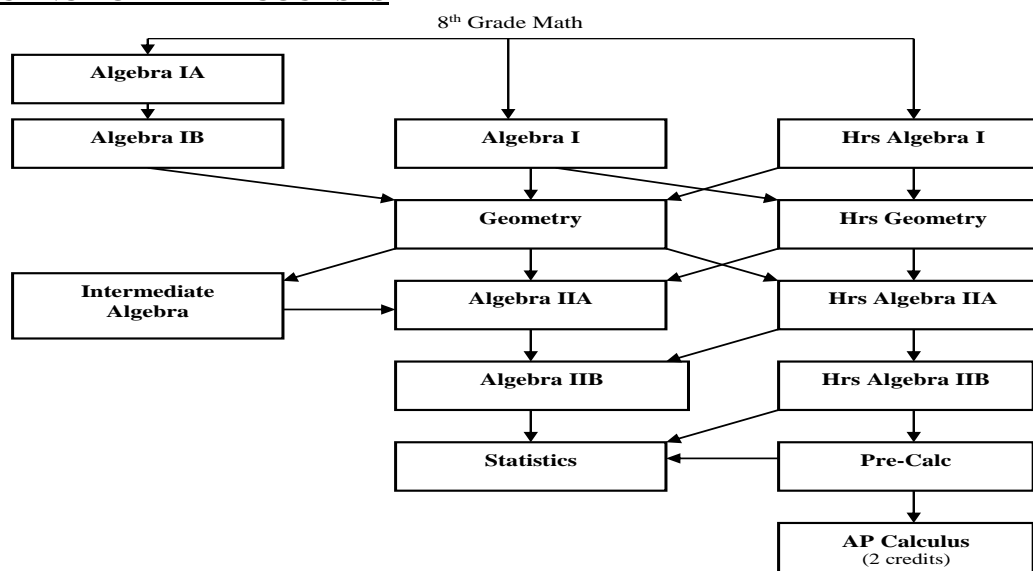 8th Grade Math
Algebra IA
Algebra IB
Algebra I
Hrs Algebra I
Geometry
Hrs Geometry
Intermediate
Algebra
Algebra IIA
Hrs Algebra IIA
Algebra IIB
Hrs Algebra IIB
Statistics
Pre-Calc
AP Calculus
(2 credits)